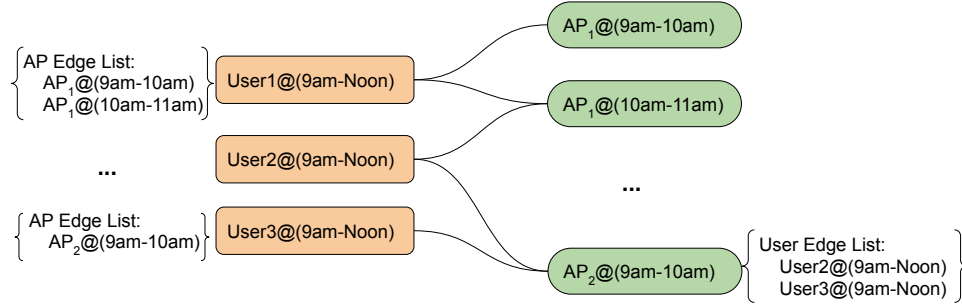 AP₁@(9am-10am)
AP Edge List:
AP₁@(9am-10am)
AP₁@(10am-11am)
User1@(9am-Noon)
AP₁@(10am-11am)
...
User2@(9am-Noon)
...
AP Edge List:
AP₂@(9am-10am)
User3@(9am-Noon)
AP₂@(9am-10am)
User Edge List:
User2@(9am-Noon)
User3@(9am-Noon)